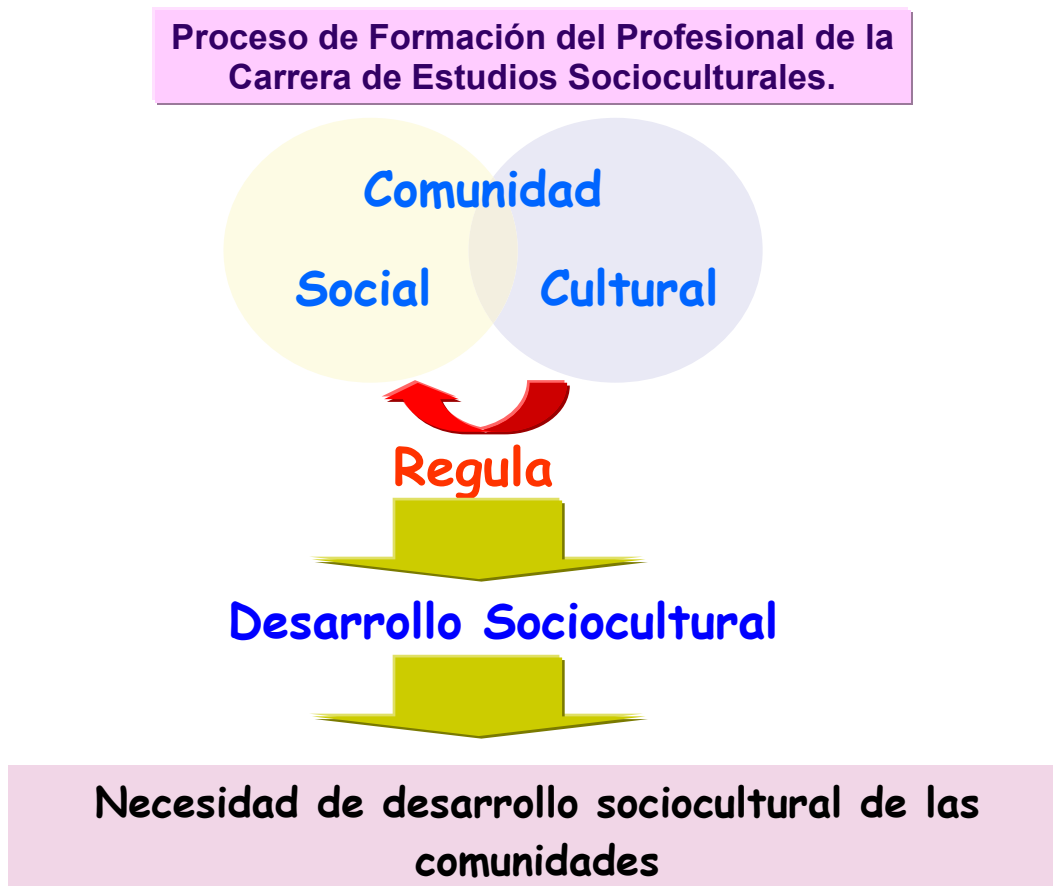 Proceso de Formación del Profesional de la
Carrera de Estudios Socioculturales.
Comunidad
Social Cultural
Regula
Desarrollo Sociocultural
Necesidad de desarrollo sociocultural de las
comunidades